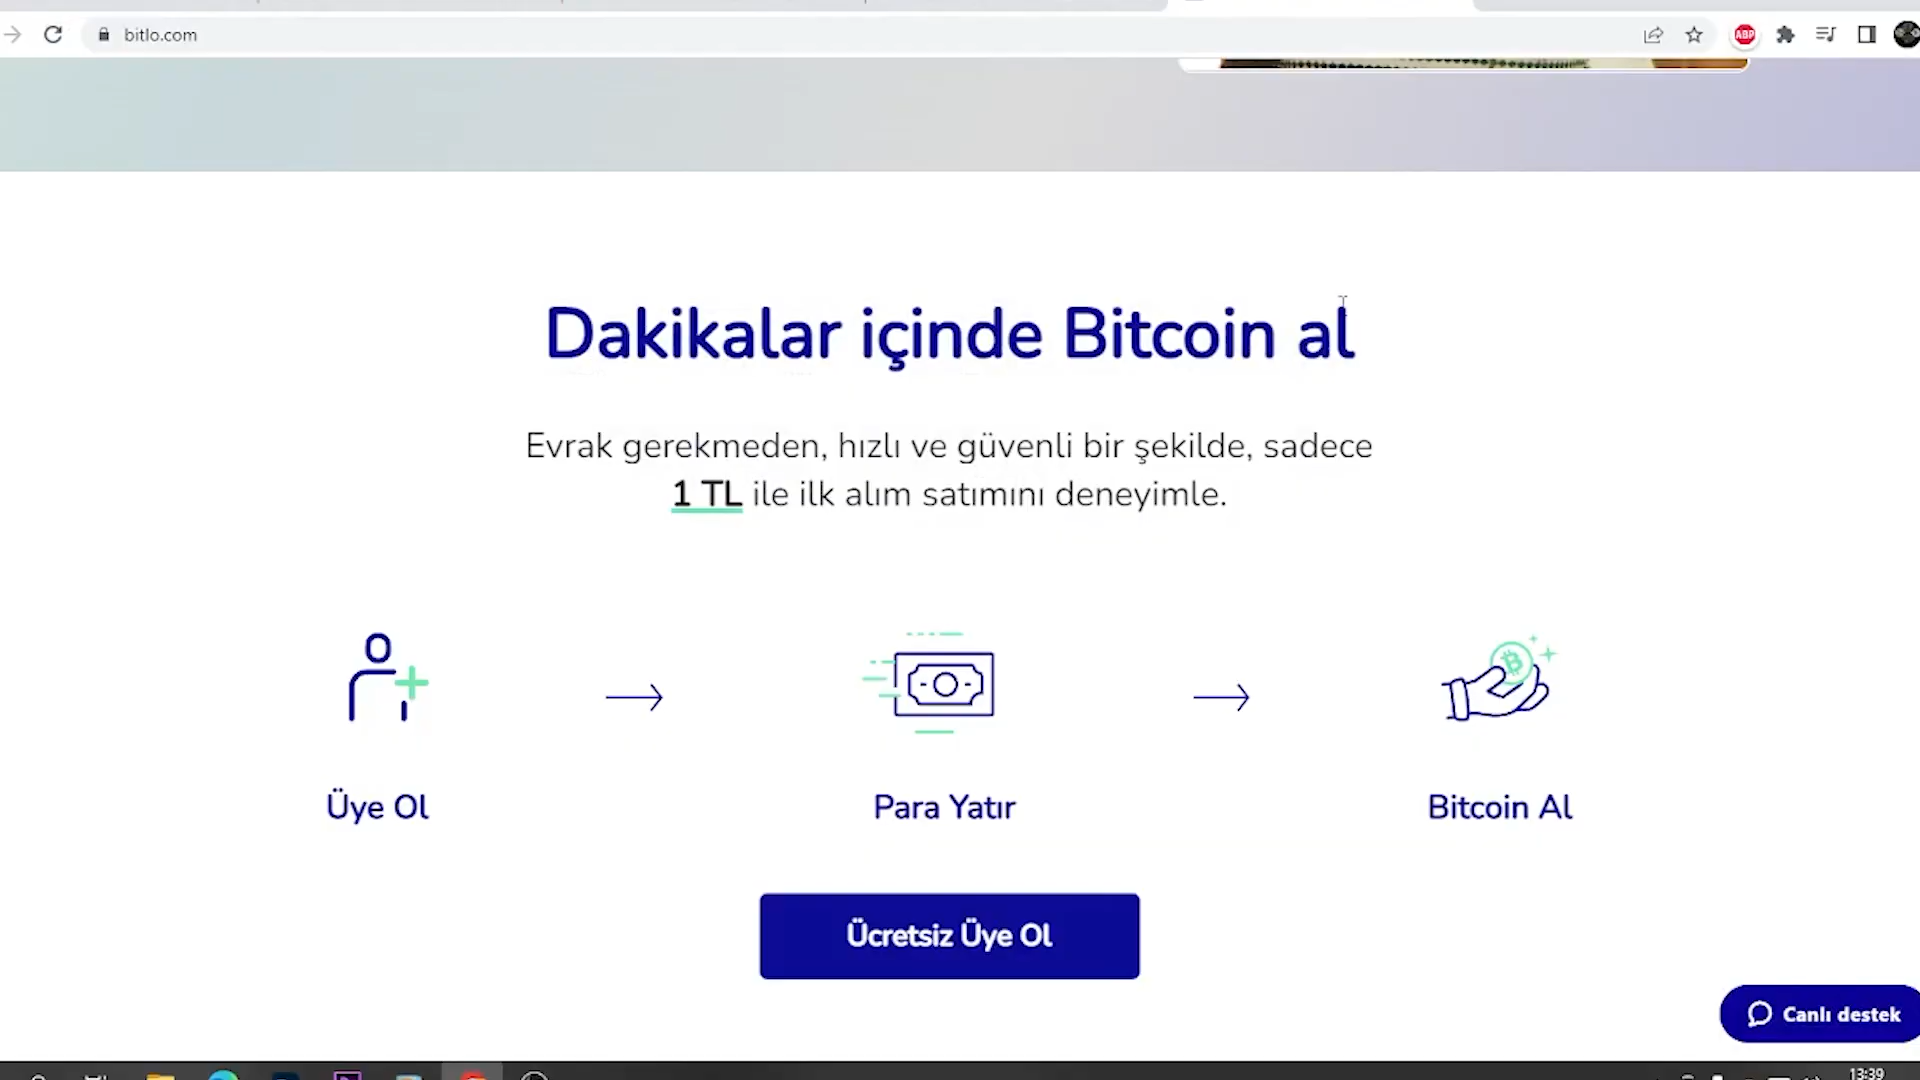 bitlo.com
ABP
Dakikalar içinde Bitcoin al
Evrak gerekmeden, hızlı ve güvenli bir şekilde, sadece
1 TL ile ilk alım satımını deneyimle.
Üye Ol
Para Yatır
Bitcoin Al
Ücretsiz Üye Ol
Canlı destek
13:39